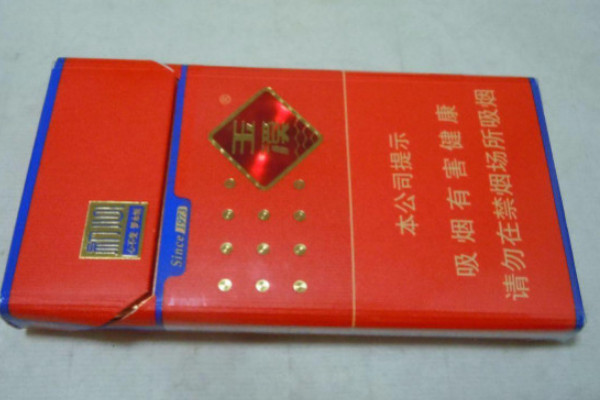 玉溪
®
Since
本公司提示
吸烟有害健康
请勿在禁烟场所吸烟